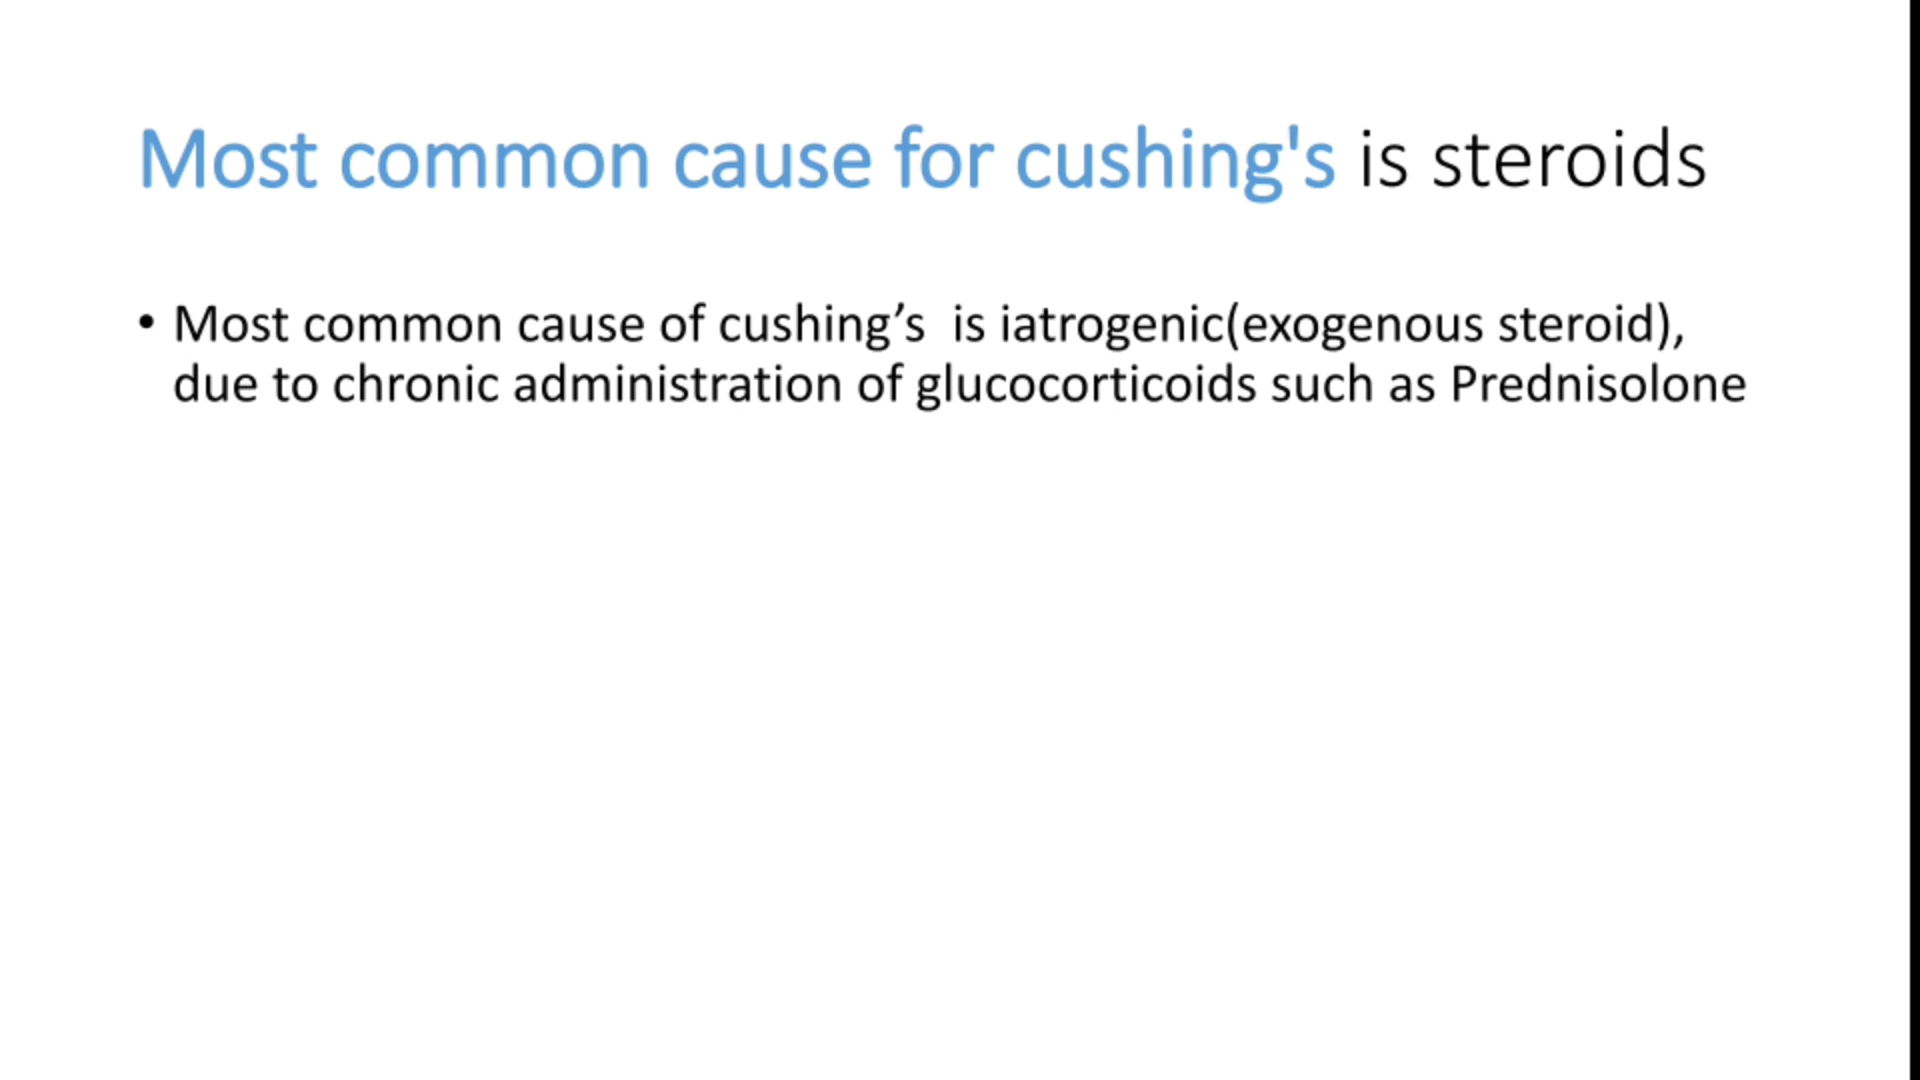 Most common cause for cushing's is steroids
• Most common cause of cushing’s  is iatrogenic(exogenous steroid),
due to chronic administration of glucocorticoids such as Prednisolone